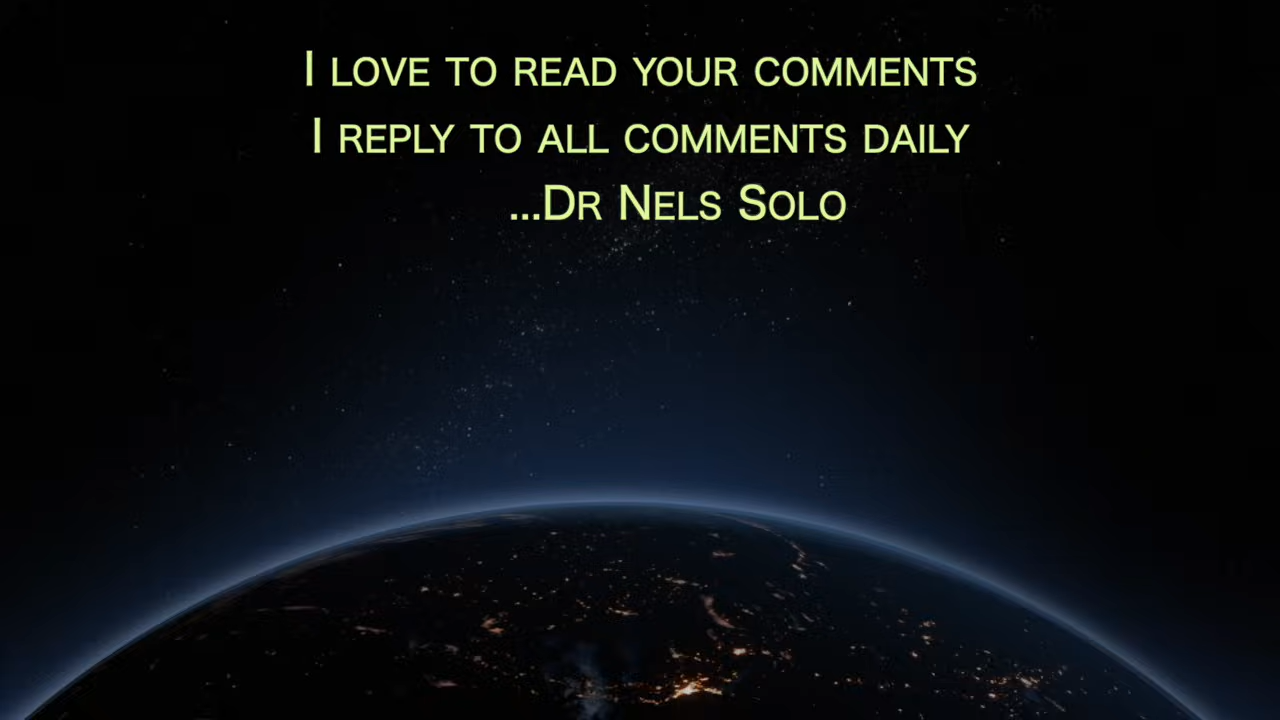 I LOVE TO READ YOUR COMMENTS
I REPLY TO ALL COMMENTS DAILY
...DR NELS SOLO